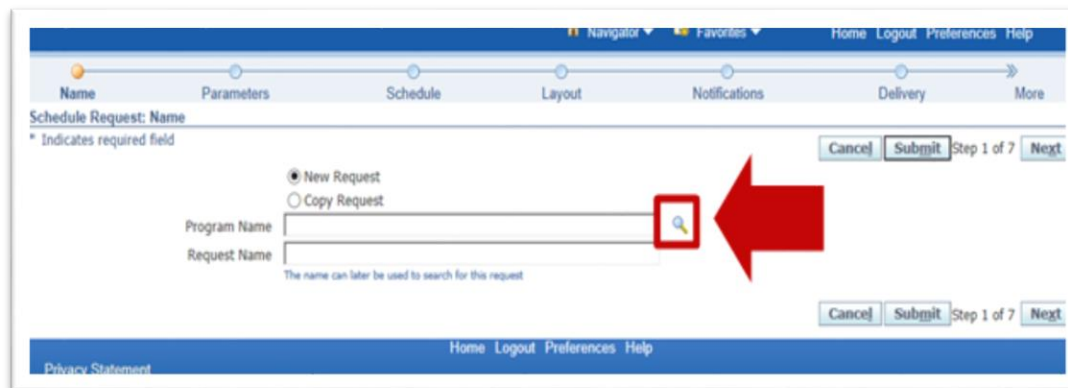 Navigator Favorites Home Logout Preferences Help
Name Parameters Schedule Layout Notifications Delivery More
Schedule Request: Name
* Indicates required field
Cancel Submit Step 1 of 7 Next
New Request
Copy Request
Program Name
Request Name
The name can later be used to search for this request
Cancel Submit Step 1 of 7 Next
Home Logout Preferences Help
Privacy Statement